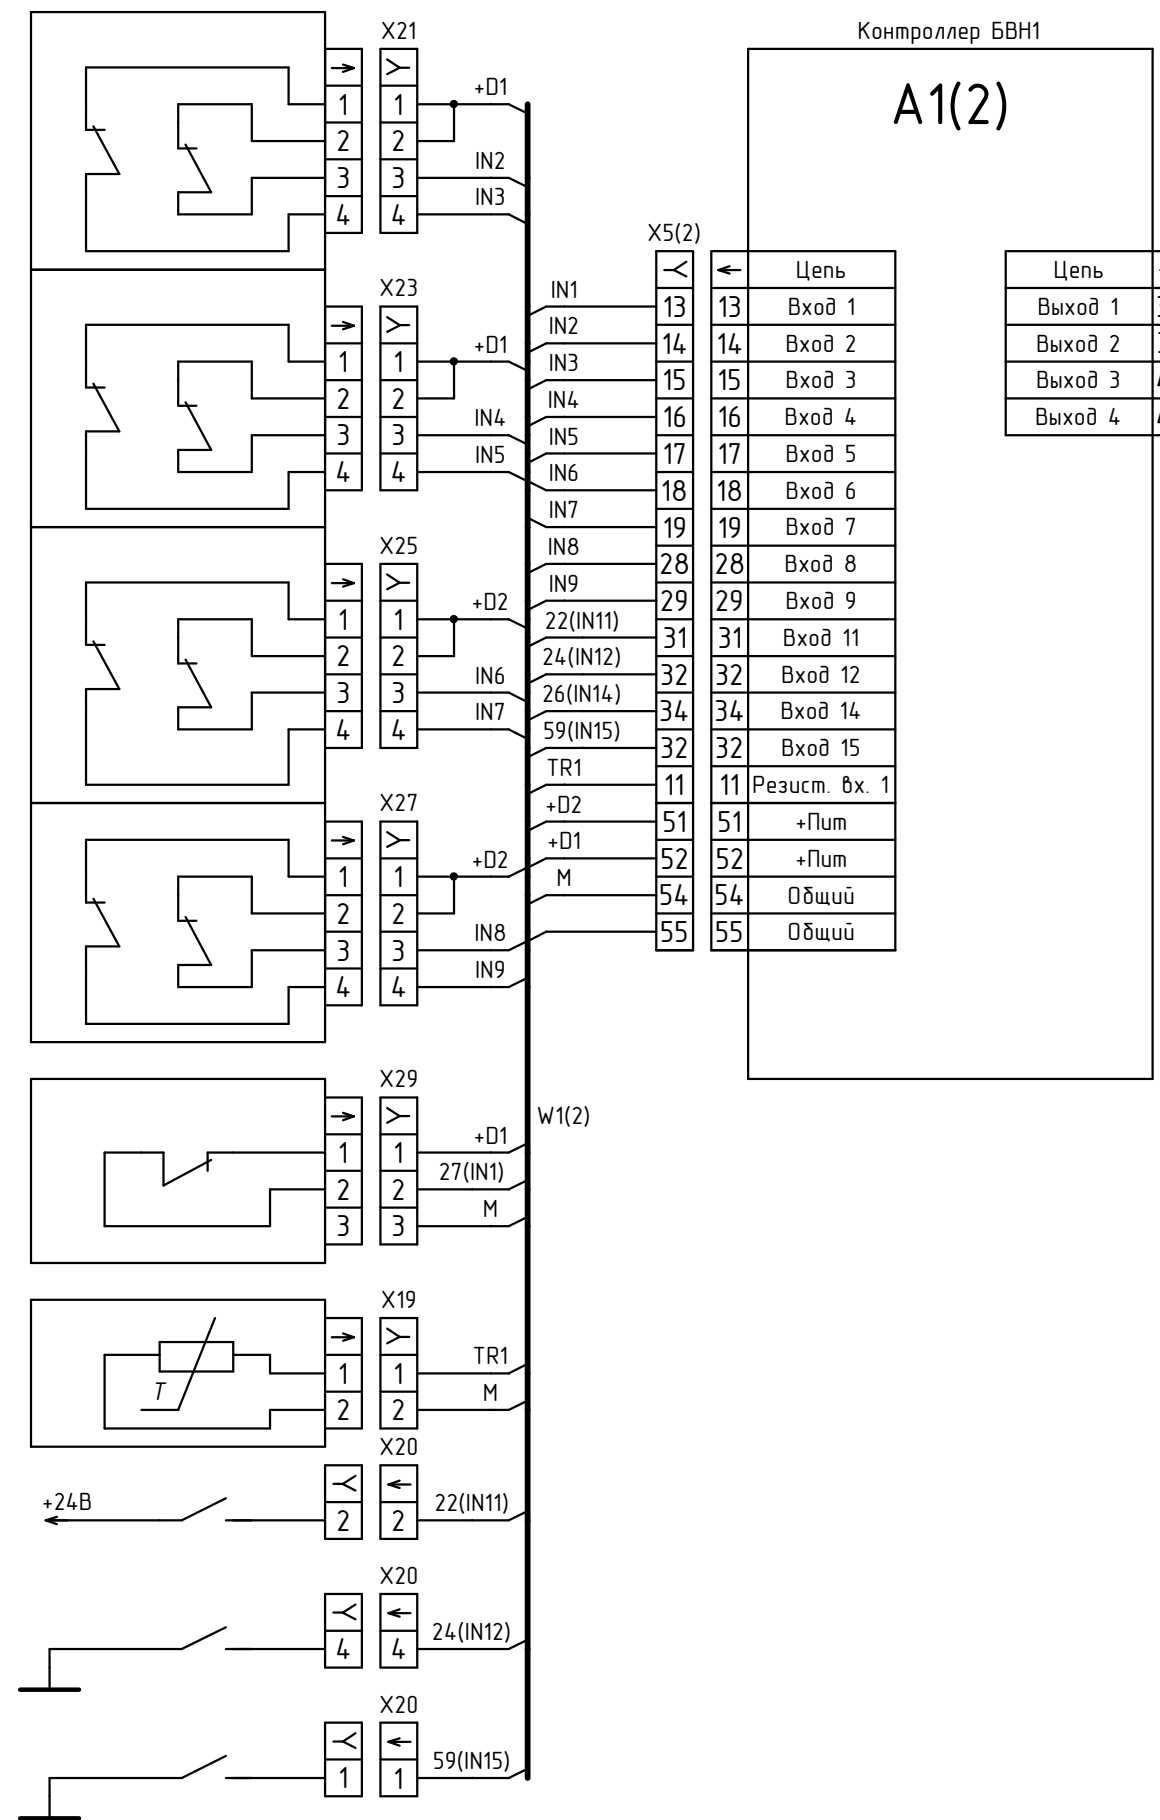 Контроллер БВН1
А1(2)
X21
1 1 +D1
2 2
3 3 IN2
4 4 IN3
X23
1 1 +D1
2 2
3 3 IN4
4 4 IN5
X25
1 1 +D2
2 2
3 3 IN6
4 4 IN7
X27
1 1 +D2
2 2
3 3 IN8
4 4 IN9
X29
1 1 +D1
2 2 27(IN1)
3 3 M
W1(2)
X19
T
1 1 TR1
2 2 M
X20
+24В 2 2 22(IN11)
X20
4 4 24(IN12)
X20
1 1 59(IN15)
X5(2)
Цепь
IN1 13 13 Вход 1
IN2 14 14 Вход 2
IN3 15 15 Вход 3
IN4 16 16 Вход 4
IN5 17 17 Вход 5
IN6 18 18 Вход 6
IN7 19 19 Вход 7
IN8 28 28 Вход 8
IN9 29 29 Вход 9
22(IN11) 31 31 Вход 11
24(IN12) 32 32 Вход 12
26(IN14) 34 34 Вход 14
59(IN15) 32 32 Вход 15
TR1 11 11 Резист. вх. 1
+D2 51 51 +Пит
+D1 52 52 +Пит
M 54 54 Общий
55 55 Общий
Цепь
Выход 1
Выход 2
Выход 3
Выход 4